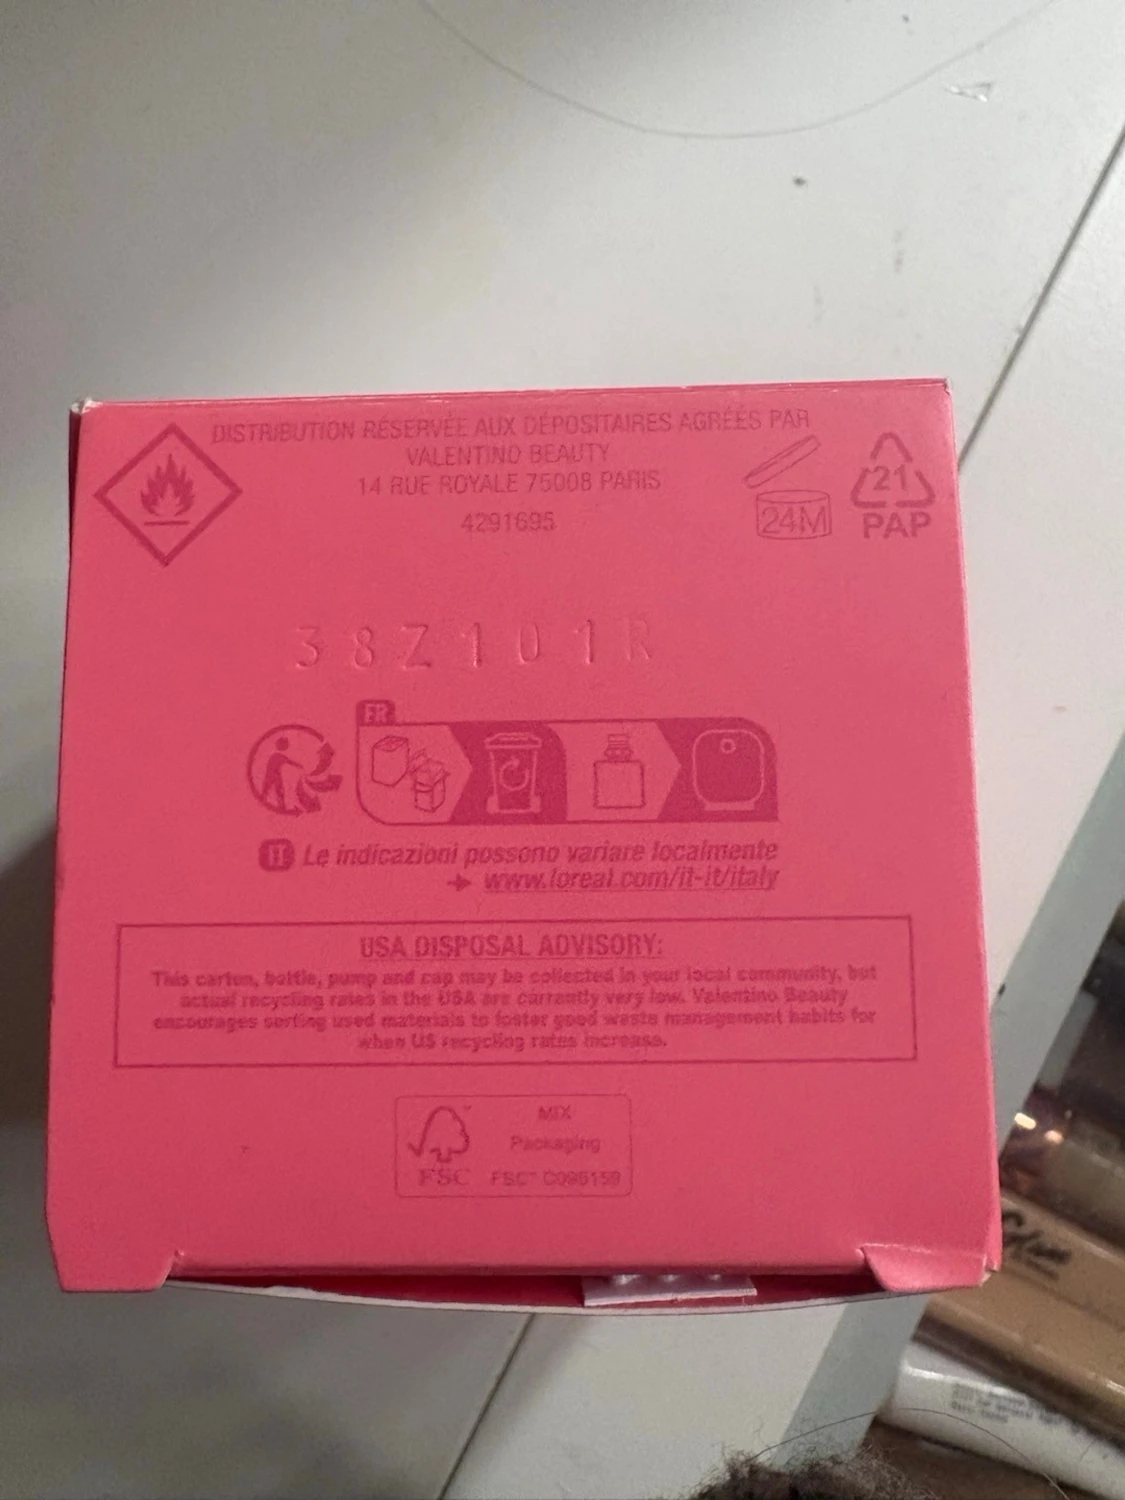 DISTRIBUTION RÉSERVÉE AUX DÉPOSITAIRES AGRÉÉS PAR
VALENTINO BEAUTY
14 RUE ROYALE 75008 PARIS
4291695
24M
21
PAP
38Z101R
FR
IT Le indicazioni possono variare localmente
➔ www.loreal.com/it-it/italy
USA DISPOSAL ADVISORY:
This carton, bottle, pump and cap may be collected in your local community, but
actual recycling rates in the USA are currently very low. Valentino Beauty
encourages sorting used materials to foster good waste management habits for
when US recycling rates increase.
MIX
Packaging
FSC
FSC™ C095159